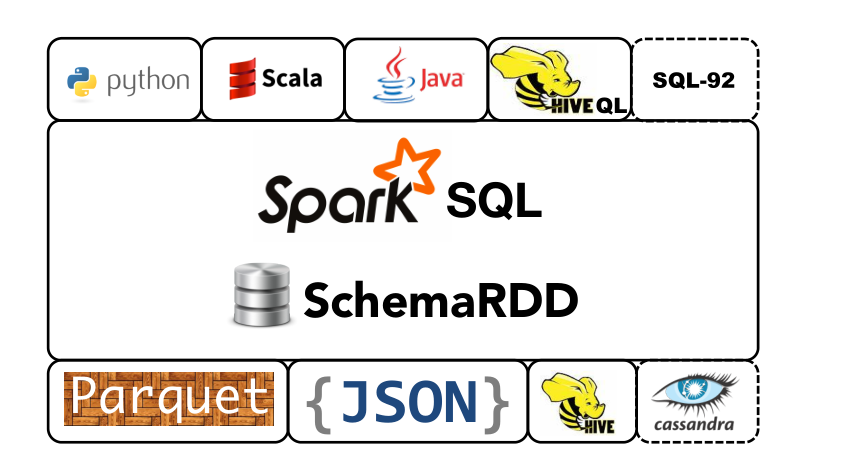 python
Scala
Java
HIVE QL
SQL-92
Spark SQL
SchemaRDD
Parquet
{JSON}
HIVE
cassandra